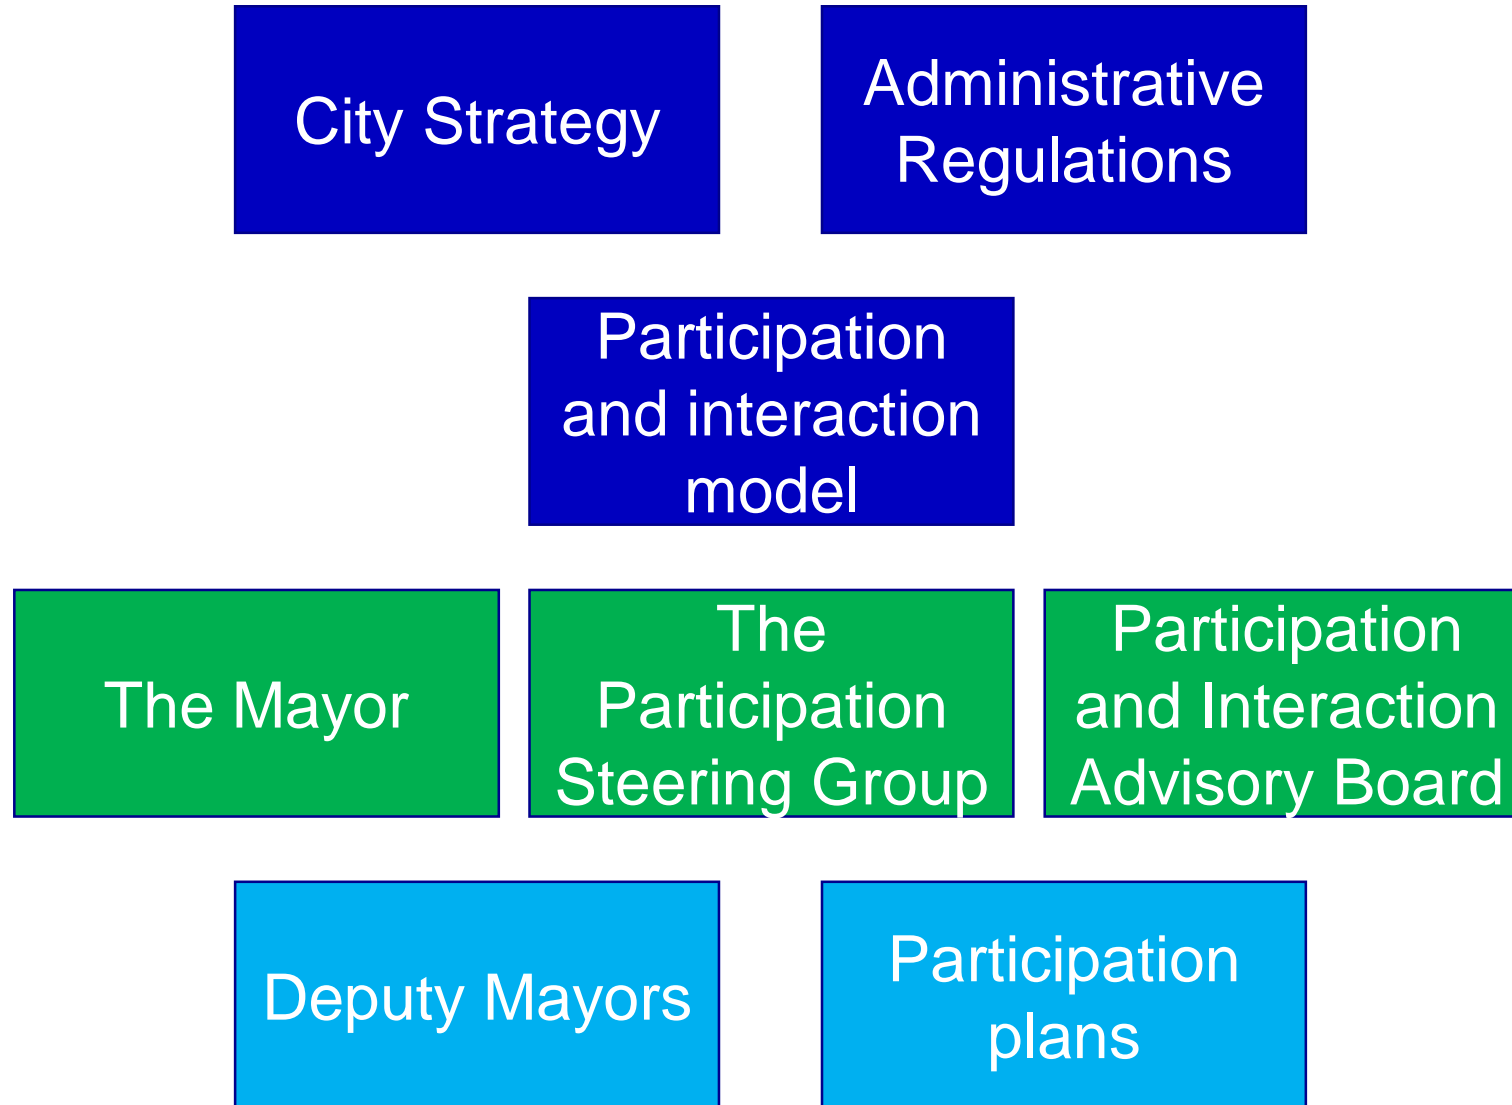 City Strategy
Administrative
Regulations
Participation
and interaction
model
The Mayor
The
Participation
Steering Group
Participation
and Interaction
Advisory Board
Deputy Mayors
Participation
plans